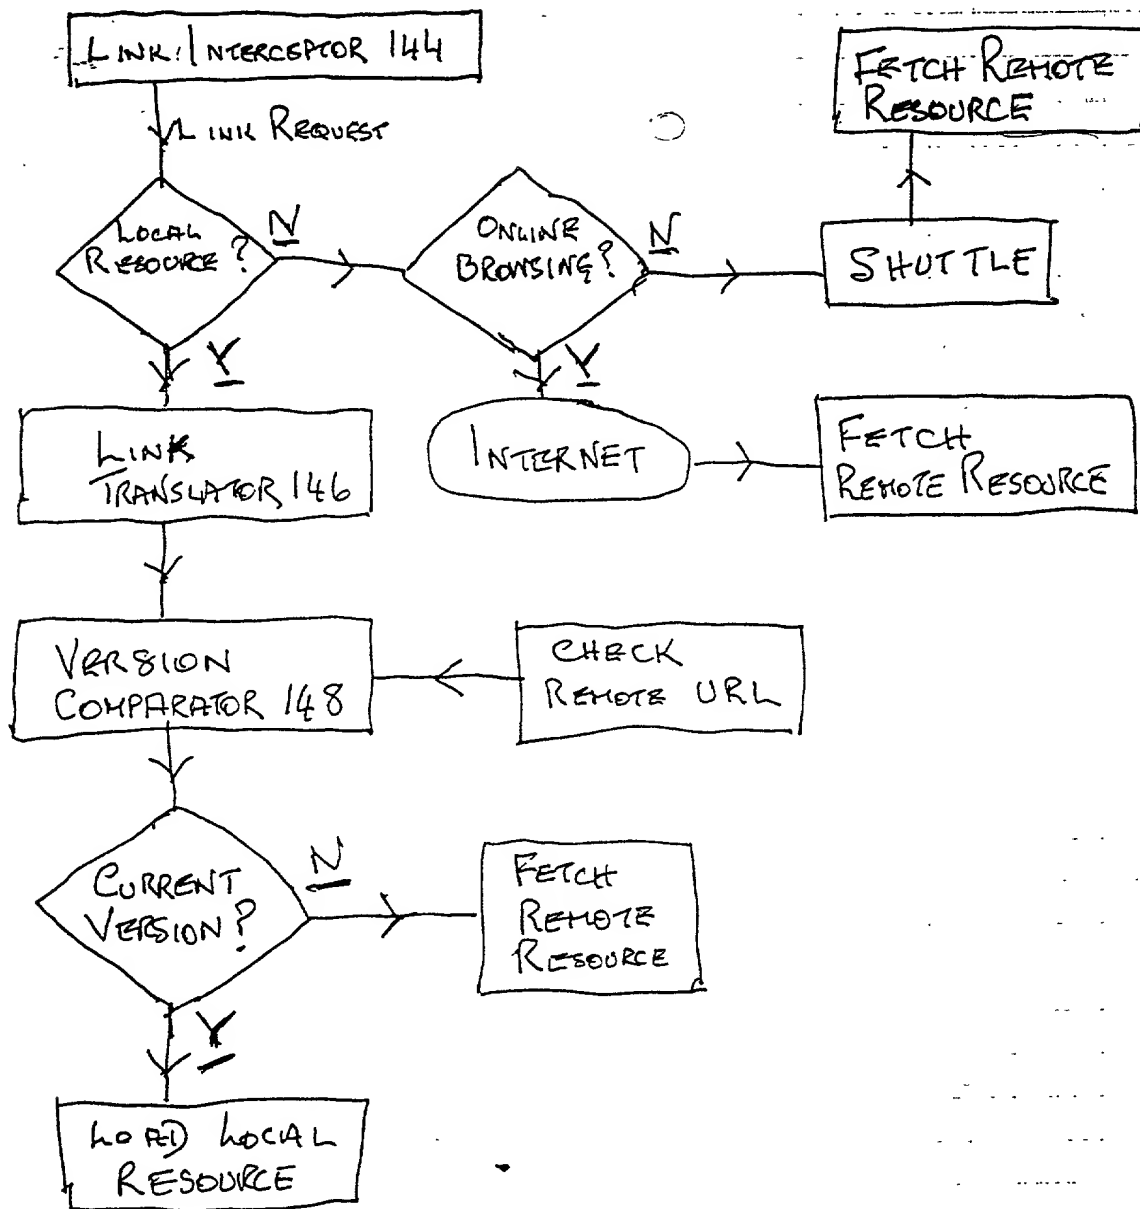 LINK INTERCEPTOR 144
FETCH REMOTE
RESOURCE
LINK REQUEST
LOCAL
RESOURCE?
N
ONLINE
BROWSING?
N
SHUTTLE
Y
Y
LINK
TRANSLATOR 146
INTERNET
FETCH
REMOTE RESOURCE
VERSION
COMPARATOR 148
CHECK
REMOTE URL
CURRENT
VERSION?
N
FETCH
REMOTE
RESOURCE
Y
LOAD LOCAL
RESOURCE